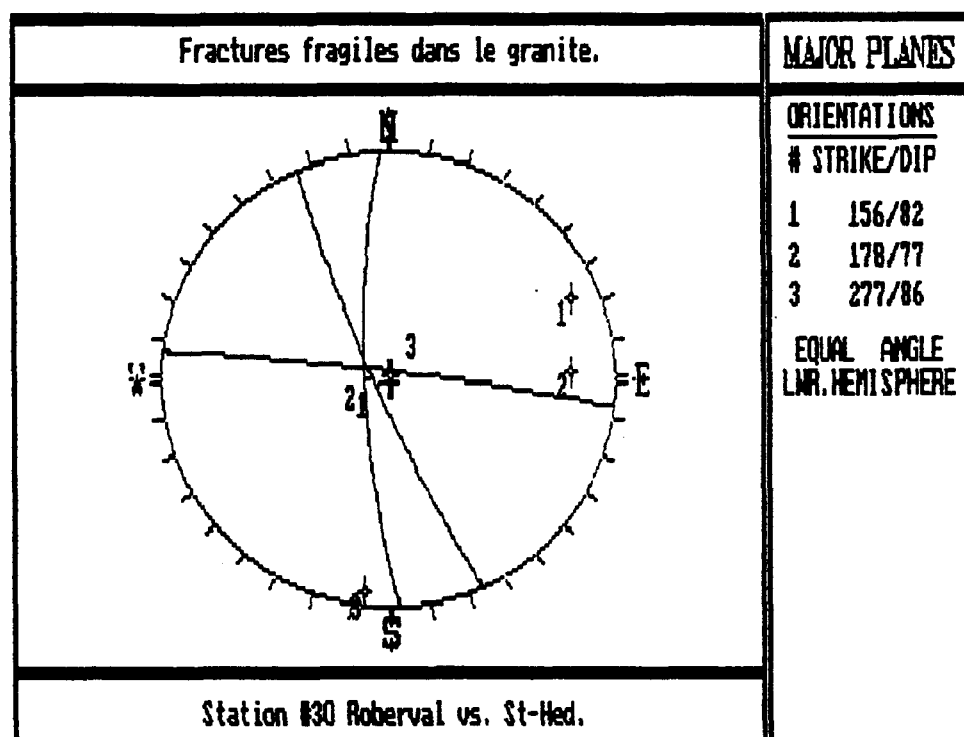 Fractures fragiles dans le granite.
MAJOR PLANES
ORIENTATIONS
# STRIKE/DIP
1 156/82
2 178/77
3 277/86
EQUAL ANGLE
LWR.HEMISPHERE
N
1
3
W
2
E
2
1
3
S
Station #30 Roberval vs. St-Hed.